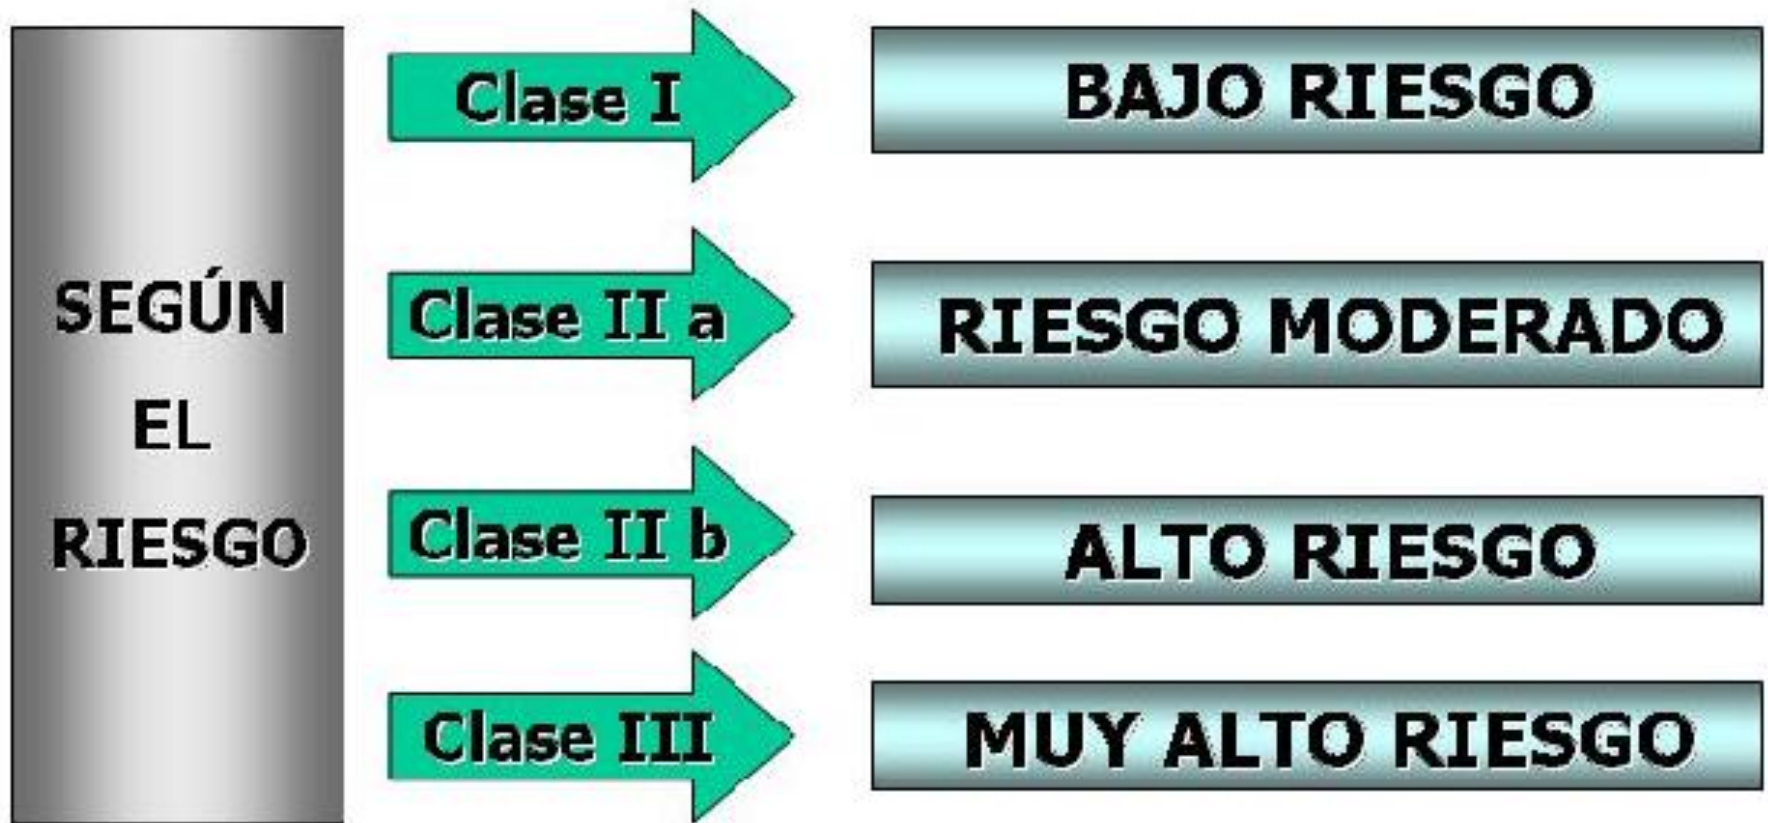 SEGÚN
EL
RIESGO
Clase I
BAJO RIESGO
Clase II a
RIESGO MODERADO
Clase II b
ALTO RIESGO
Clase III
MUY ALTO RIESGO